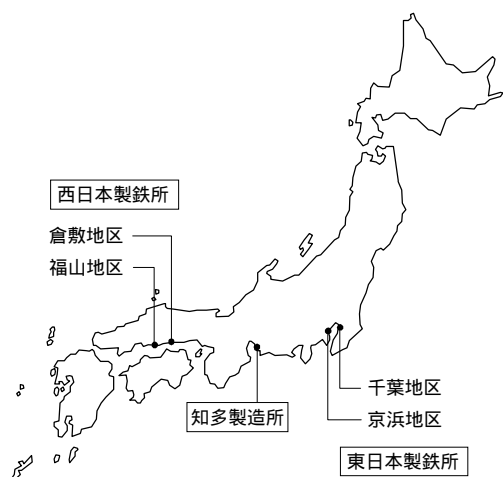 西日本製鉄所
倉敷地区
福山地区
千葉地区
京浜地区
知多製造所
東日本製鉄所